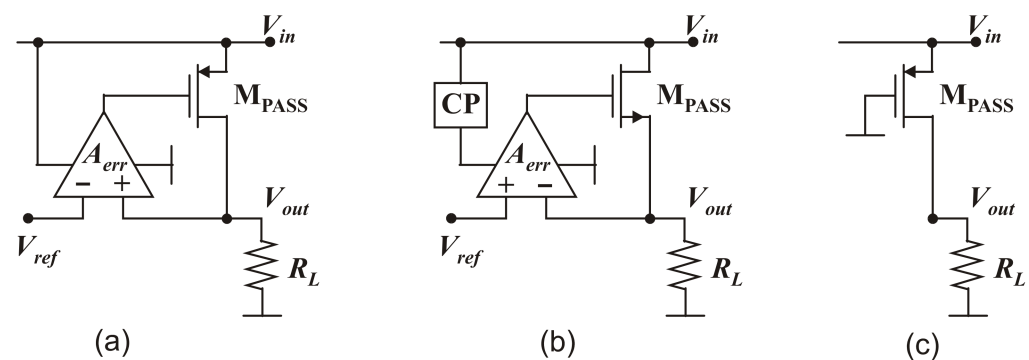 V_in
M_PASS
A_err
- +
V_out
V_ref
R_L
(a)
V_in
CP
M_PASS
A_err
+ -
V_out
V_ref
R_L
(b)
V_in
M_PASS
V_out
R_L
(c)